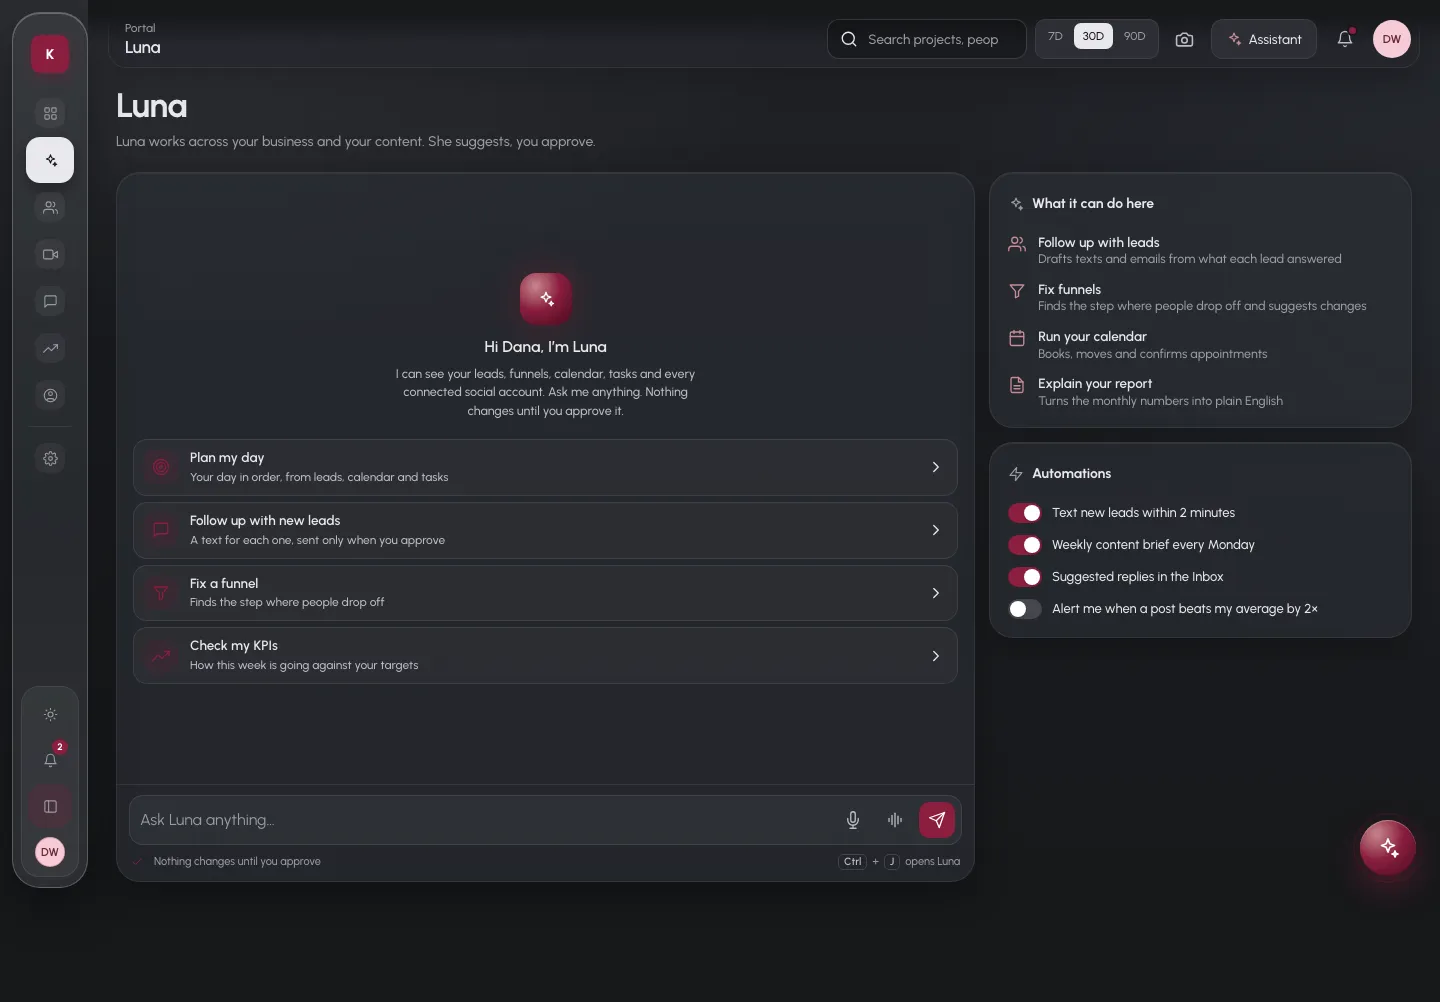 K
Portal
Luna
Search projects, peop
7D
30D
90D
Assistant
DW
Luna
Luna works across your business and your content. She suggests, you approve.
Hi Dana, I'm Luna
I can see your leads, funnels, calendar, tasks and every
connected social account. Ask me anything. Nothing
changes until you approve it.
Plan my day
Your day in order, from leads, calendar and tasks
Follow up with new leads
A text for each one, sent only when you approve
Fix a funnel
Finds the step where people drop off
Check my KPIs
How this week is going against your targets
Ask Luna anything...
Nothing changes until you approve
Ctrl + J opens Luna
What it can do here
Follow up with leads
Drafts texts and emails from what each lead answered
Fix funnels
Finds the step where people drop off and suggests changes
Run your calendar
Books, moves and confirms appointments
Explain your report
Turns the monthly numbers into plain English
Automations
Text new leads within 2 minutes
Weekly content brief every Monday
Suggested replies in the Inbox
Alert me when a post beats my average by 2×
2
DW